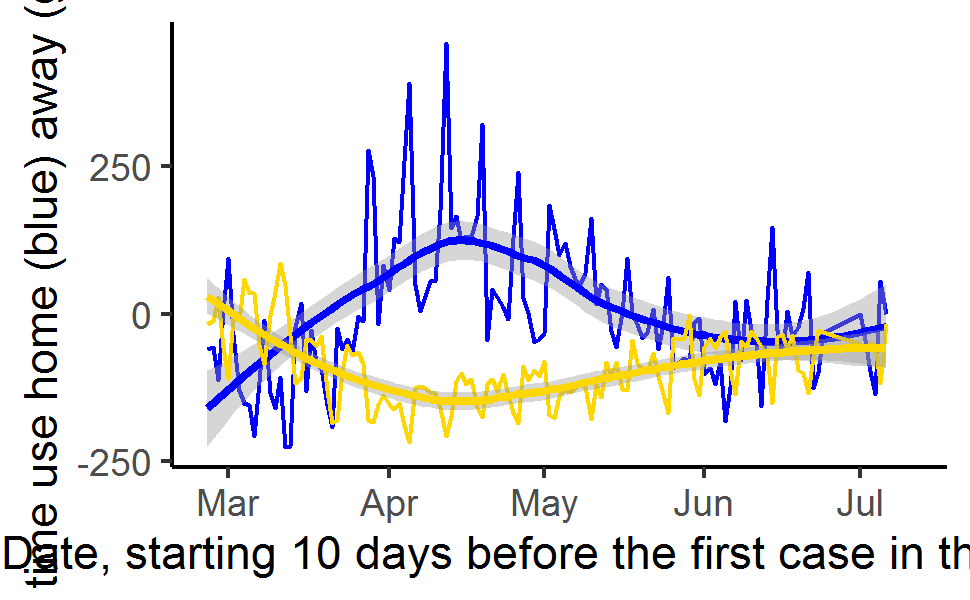 time use home (blue) away (
250
0
-250
Mar Apr May Jun Jul
Date, starting 10 days before the first case in th